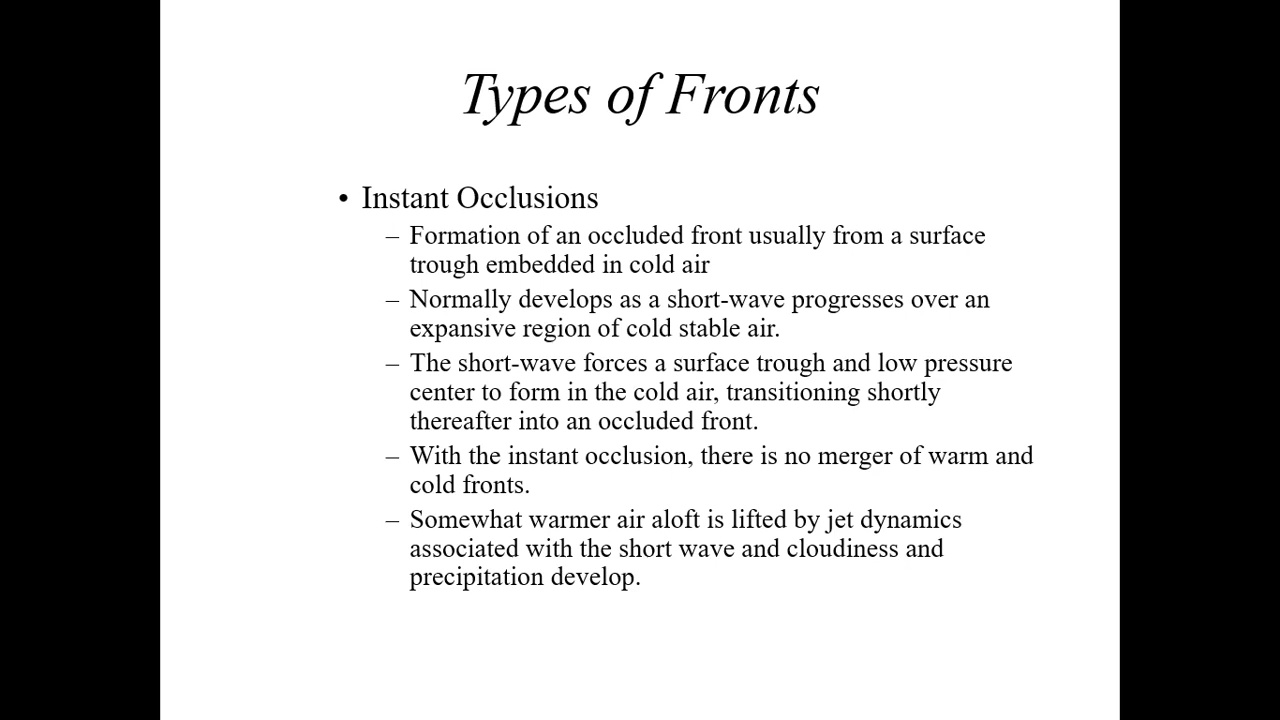 Types of Fronts
• Instant Occlusions
– Formation of an occluded front usually from a surface
trough embedded in cold air
– Normally develops as a short-wave progresses over an
expansive region of cold stable air.
– The short-wave forces a surface trough and low pressure
center to form in the cold air, transitioning shortly
thereafter into an occluded front.
– With the instant occlusion, there is no merger of warm and
cold fronts.
– Somewhat warmer air aloft is lifted by jet dynamics
associated with the short wave and cloudiness and
precipitation develop.